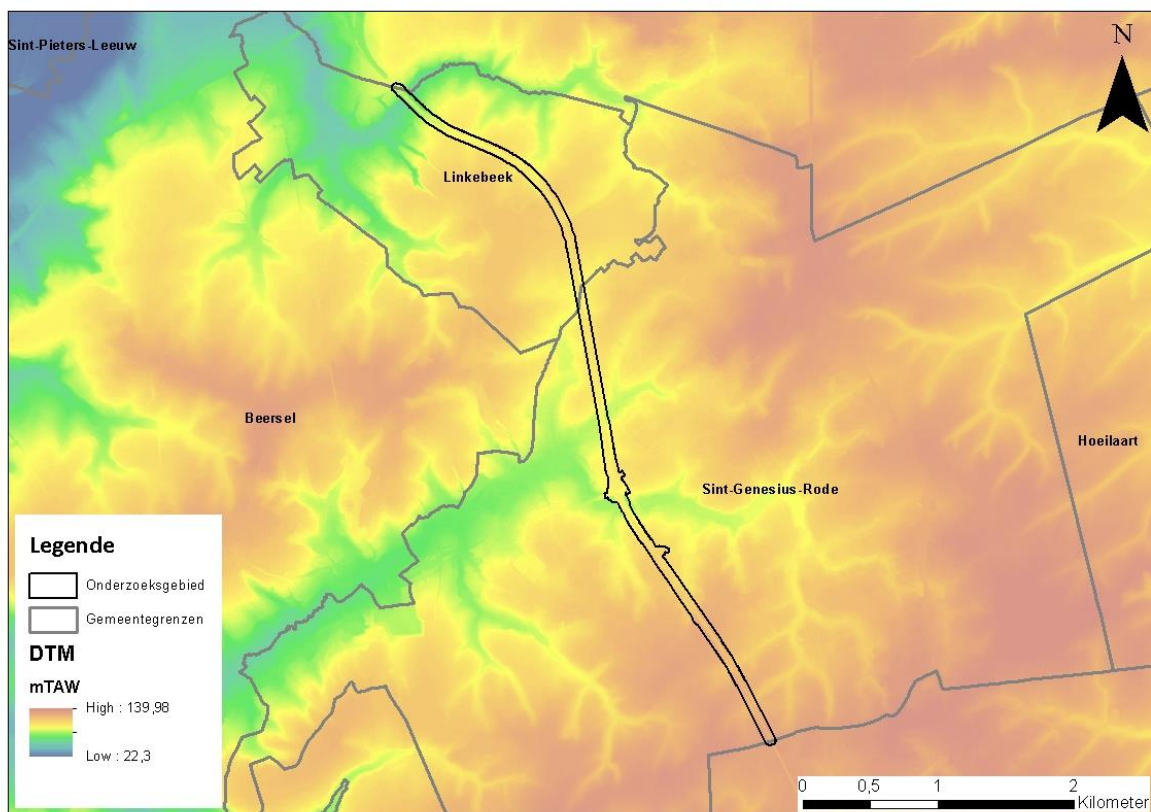 Sint-Pieters-Leeuw
N
Linkebeek
Beersel
Hoeilaart
Sint-Genesius-Rode
Legende
Onderzoeksgebied
Gemeentegrenzen
DTM
mTAW
High : 139,98
Low : 22,3
0 0,5 1 2
Kilometer